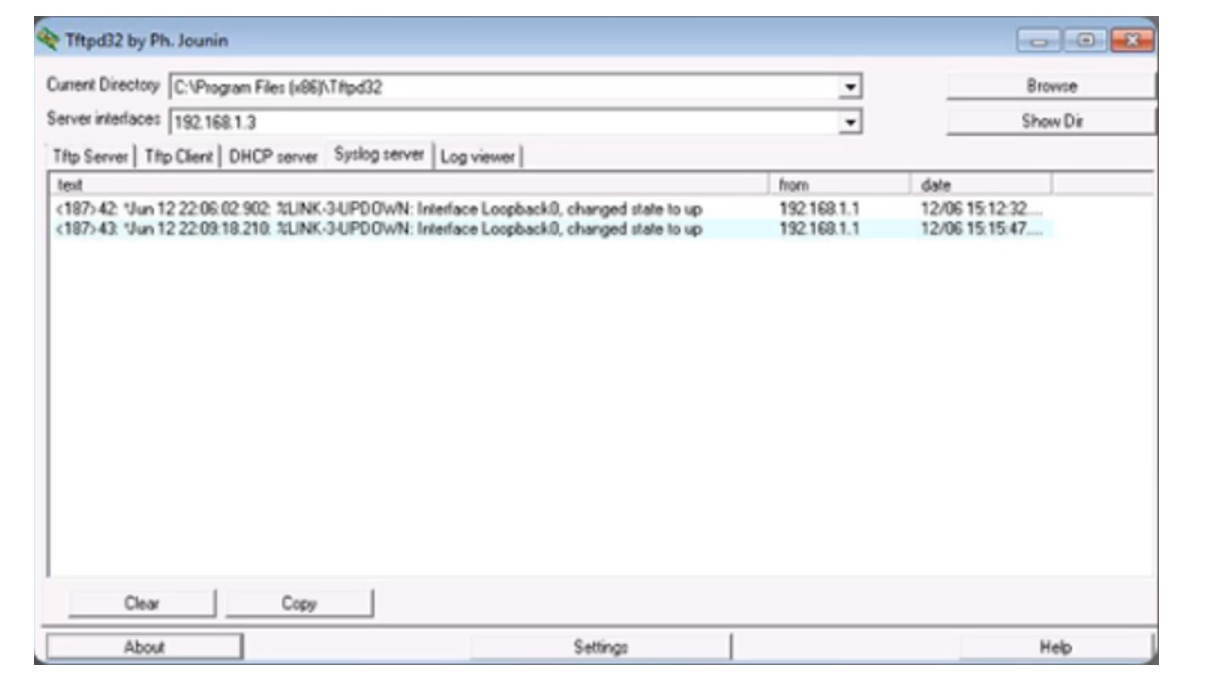 Tftpd32 by Ph. Jounin
Current Directory C:\Program Files (x86)\Tftpd32 Browse
Server interfaces 192.168.1.3 Show Dir
Tftp Server Tftp Client DHCP server Syslog server Log viewer
text from date
<187>42: *Jun 12 22:06:02.902: %LINK-3-UPDOWN: Interface Loopback0, changed state to up 192.168.1.1 12/06 15:12:32....
<187>43: *Jun 12 22:09:18.210: %LINK-3-UPDOWN: Interface Loopback0, changed state to up 192.168.1.1 12/06 15:15:47....
Clear Copy
About Settings Help